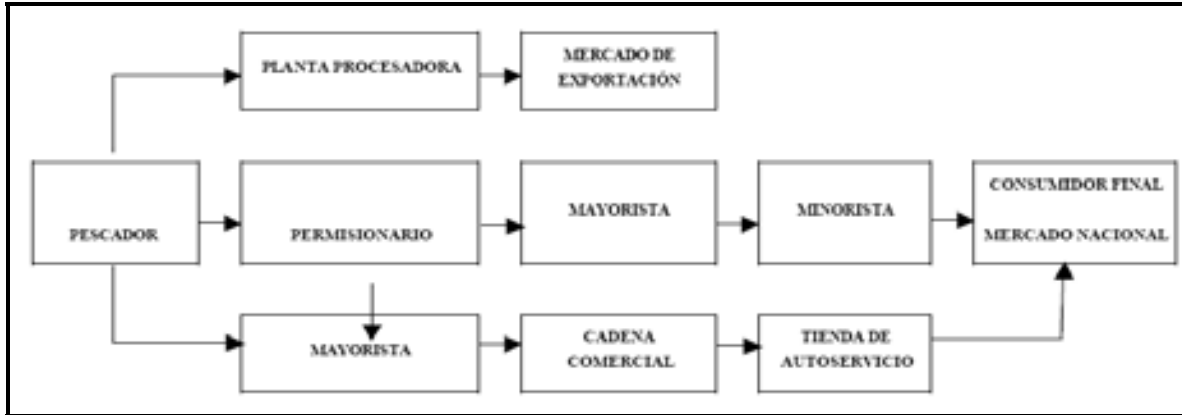 PLANTA PROCESADORA
MERCADO DE
EXPORTACIÓN
PESCADOR
PERMISIONARIO
MAYORISTA
MINORISTA
CONSUMIDOR FINAL
MERCADO NACIONAL
MAYORISTA
CADENA
COMERCIAL
TIENDA DE
AUTOSERVICIO